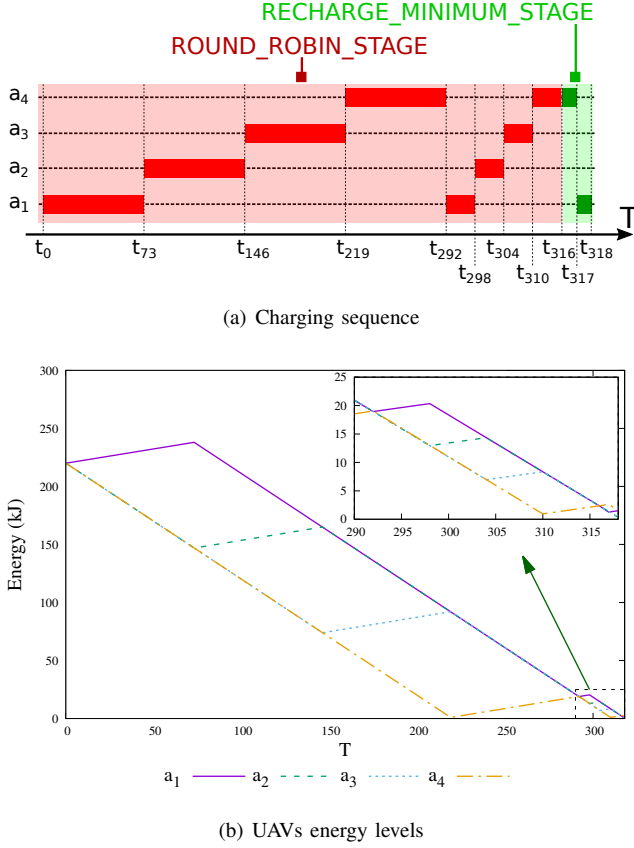 RECHARGE_MINIMUM_STAGE
ROUND_ROBIN_STAGE
a4
a3
a2
a1
T
t0 t73 t146 t219 t292 t304 t316 t318
t298 t310 t317
(a) Charging sequence
300
250
200
150
100
50
0
Energy (kJ)
25
20
15
10
5
0
290 295 300 305 310 315
0 50 100 150 200 250 300
T
a1 a2 a3 a4
(b) UAVs energy levels